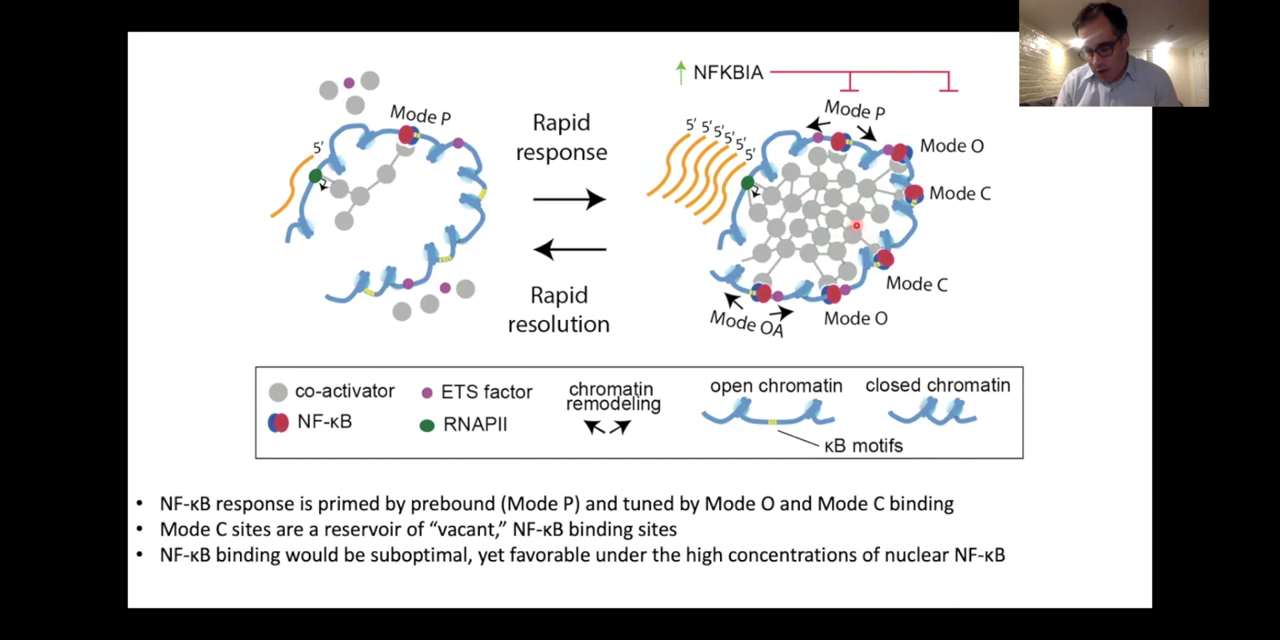 NFKBIA
Mode P
5'
Rapid
response
Rapid
resolution
5' 5' 5' 5' 5' 5'
Mode P
Mode O
Mode C
Mode C
Mode O
Mode OA
co-activator
NF-κB
ETS factor
RNAPII
chromatin
remodeling
open chromatin
closed chromatin
κB motifs
• NF-κB response is primed by prebound (Mode P) and tuned by Mode O and Mode C binding
• Mode C sites are a reservoir of “vacant,” NF-κB binding sites
• NF-κB binding would be suboptimal, yet favorable under the high concentrations of nuclear NF-κB